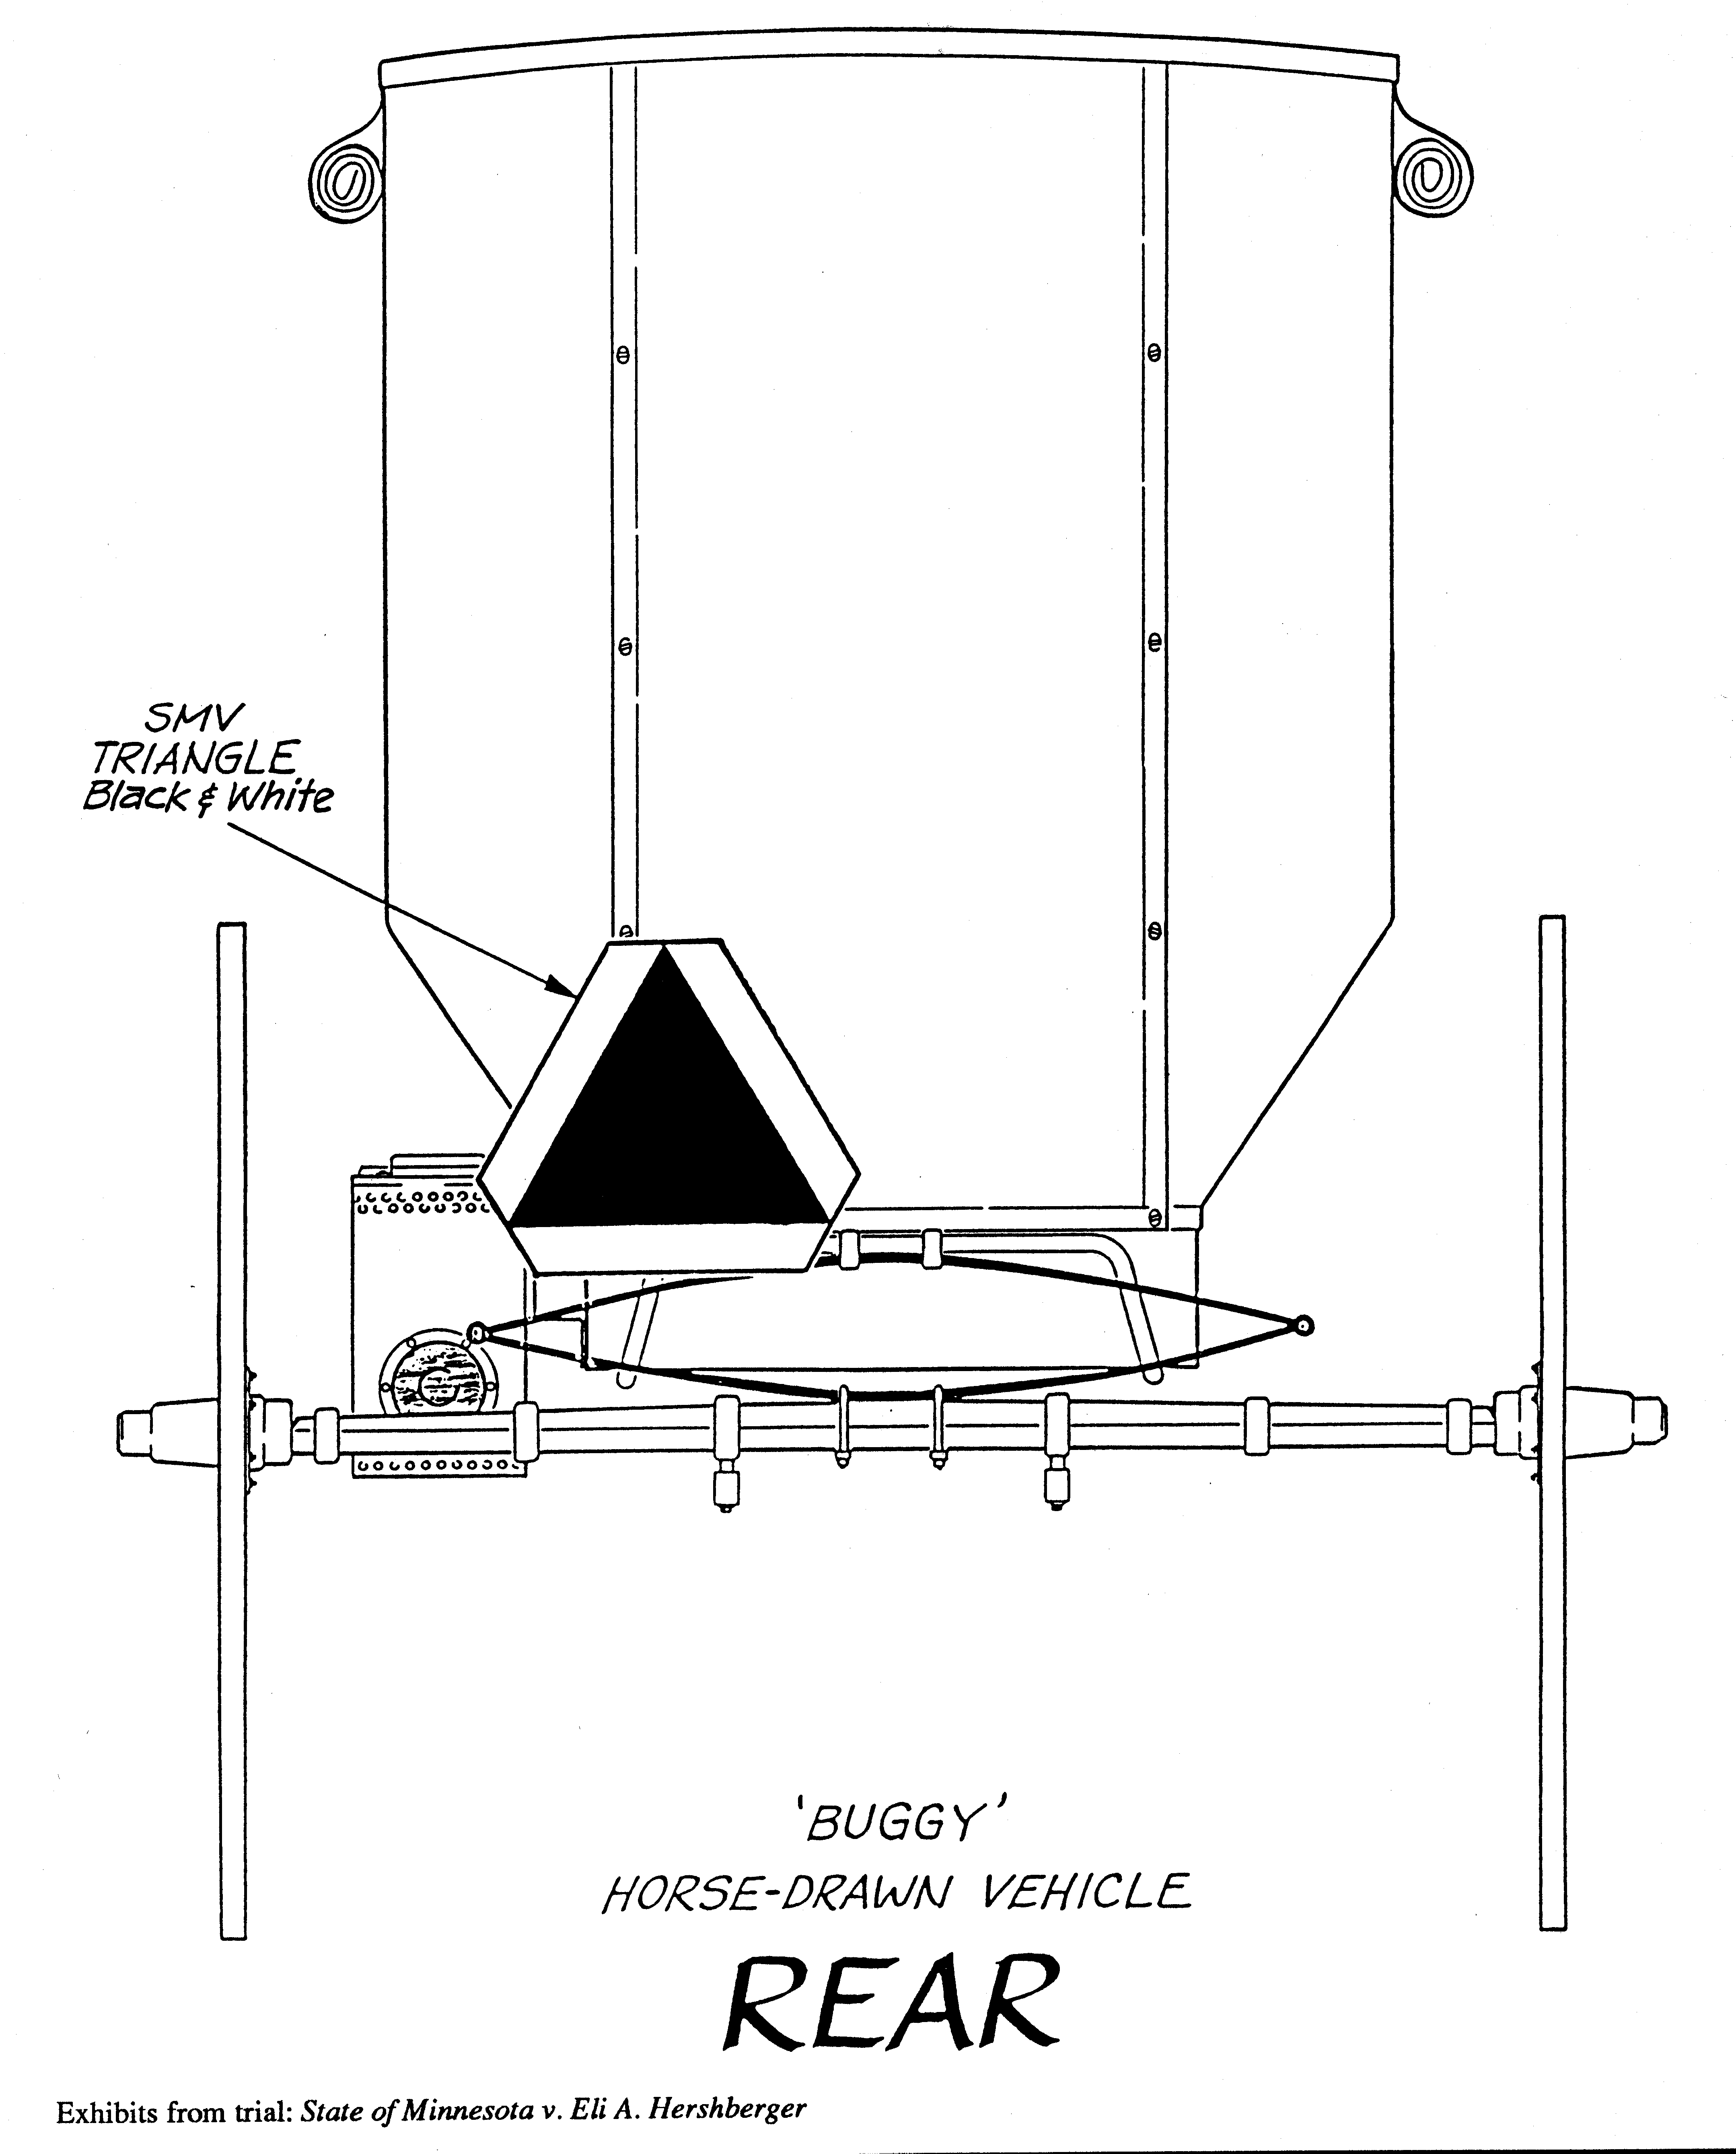 SMV
TRIANGLE
Black & White
'BUGGY'
HORSE-DRAWN VEHICLE
REAR
Exhibits from trial: State of Minnesota v. Eli A. Hershberger